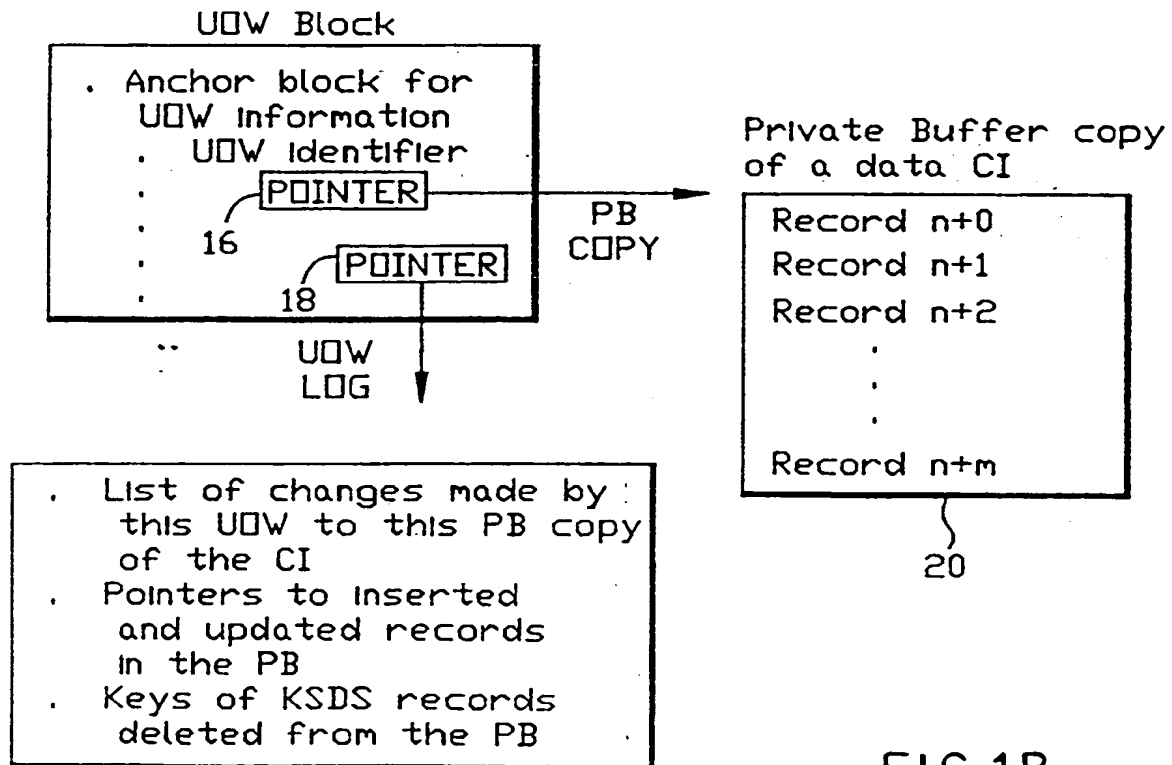 UOW Block
. Anchor block for
UOW information
. UOW identifier
POINTER
16
POINTER
18
PB
COPY
UOW
LOG
Private Buffer copy
of a data CI
Record n+0
Record n+1
Record n+2
Record n+m
20
. List of changes made by
this UOW to this PB copy
of the CI
. Pointers to inserted
and updated records
in the PB
. Keys of KSDS records
deleted from the PB